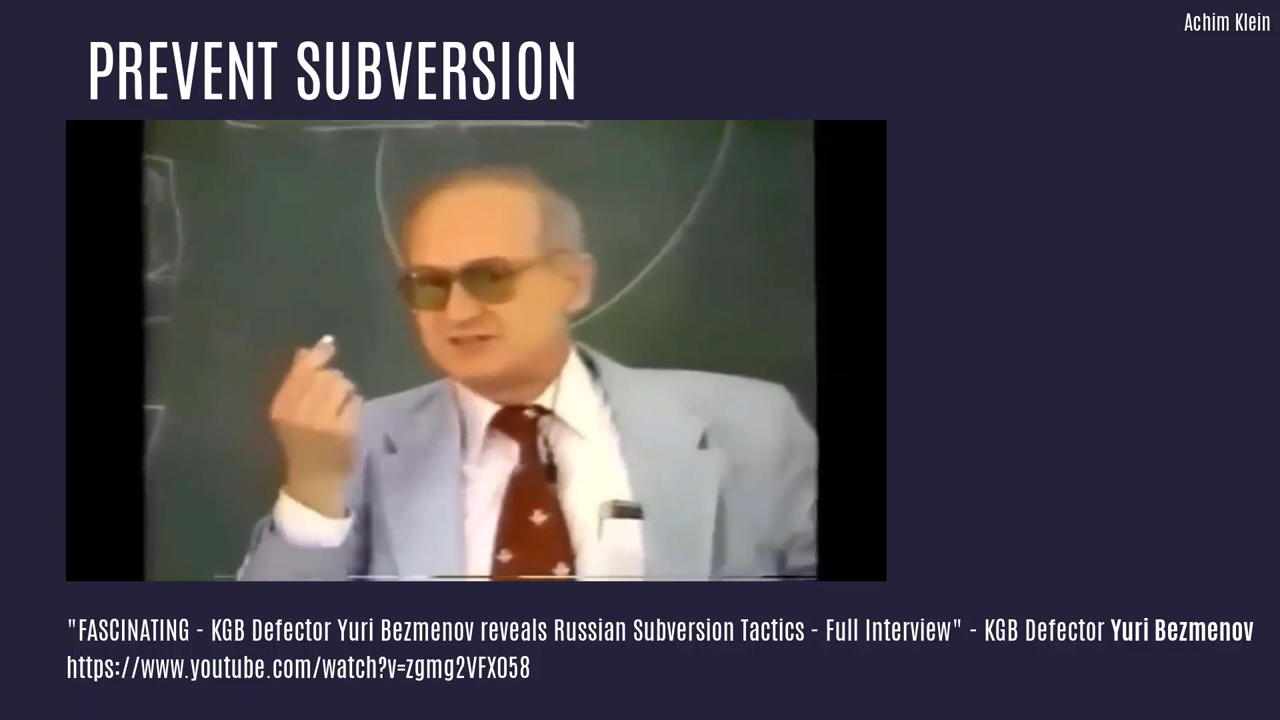 Achim Klein
PREVENT SUBVERSION
"FASCINATING - KGB Defector Yuri Bezmenov reveals Russian Subversion Tactics - Full Interview" - KGB Defector Yuri Bezmenov
https://www.youtube.com/watch?v=zgmg2VFX058